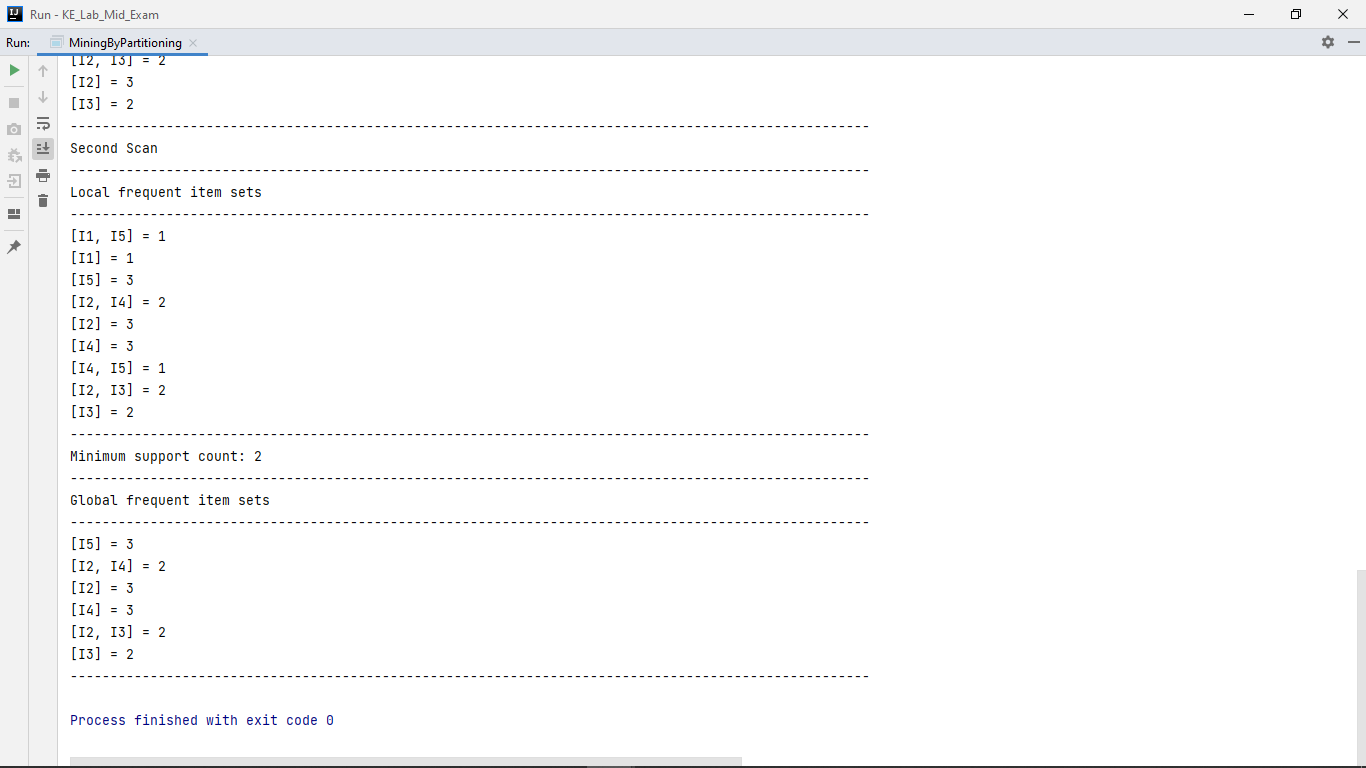 Run - KE_Lab_Mid_Exam
Run: MiningByPartitioning
[I2, I3] = 2
[I2] = 3
[I3] = 2
----------------------------------------------------------------------------------------------------
Second Scan
----------------------------------------------------------------------------------------------------
Local frequent item sets
----------------------------------------------------------------------------------------------------
[I1, I5] = 1
[I1] = 1
[I5] = 3
[I2, I4] = 2
[I2] = 3
[I4] = 3
[I4, I5] = 1
[I2, I3] = 2
[I3] = 2
----------------------------------------------------------------------------------------------------
Minimum support count: 2
----------------------------------------------------------------------------------------------------
Global frequent item sets
----------------------------------------------------------------------------------------------------
[I5] = 3
[I2, I4] = 2
[I2] = 3
[I4] = 3
[I2, I3] = 2
[I3] = 2
----------------------------------------------------------------------------------------------------
Process finished with exit code 0